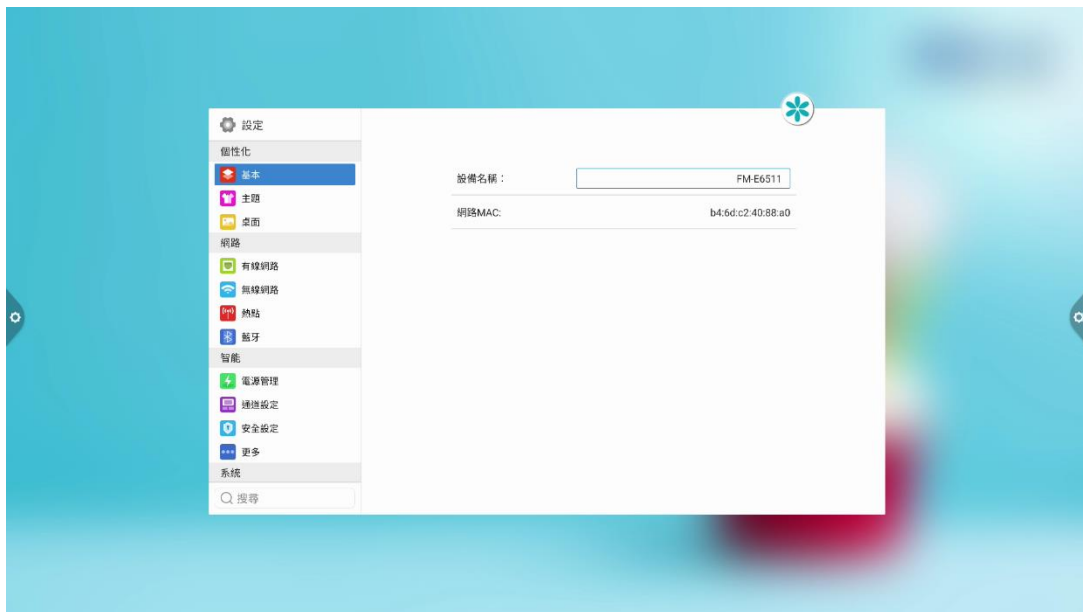 設定
個性化
基本
主題
桌面
網路
有線網路
無線網路
熱點
藍牙
智能
電源管理
通道設定
安全設定
更多
系統
搜尋
設備名稱：
FM-E6511
網路MAC:
b4:6d:c2:40:88:a0